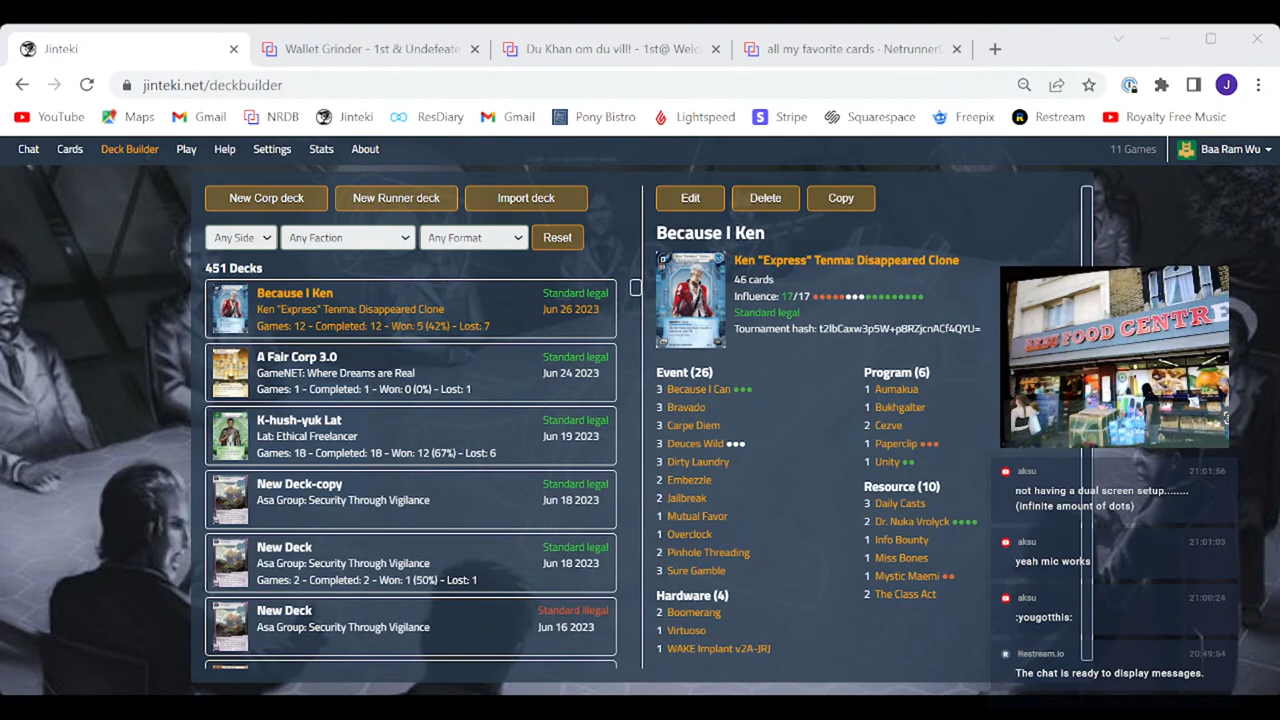 Jinteki
Wallet Grinder - 1st & Undefeate
Du Khan om du vill! - 1st@ Welc
all my favorite cards · Netrunner
jinteki.net/deckbuilder
J
YouTube
Maps
Gmail
NRDB
Jinteki
ResDiary
Gmail
Pony Bistro
Lightspeed
Stripe
Squarespace
Freepix
Restream
Royalty Free Music
Chat
Cards
Deck Builder
Play
Help
Settings
Stats
About
11 Games
Baa Ram Wu
New Corp deck
New Runner deck
Import deck
Any Side
Any Faction
Any Format
Reset
451 Decks
Because I Ken
Standard legal
Ken "Express" Tenma: Disappeared Clone
Jun 26 2023
Games: 12 - Completed: 12 - Won: 5 (42%) - Lost: 7
A Fair Corp 3.0
Standard legal
GameNET: Where Dreams are Real
Jun 24 2023
Games: 1 - Completed: 1 - Won: 0 (0%) - Lost: 1
K-hush-yuk Lat
Standard legal
Lat: Ethical Freelancer
Jun 19 2023
Games: 18 - Completed: 18 - Won: 12 (67%) - Lost: 6
New Deck-copy
Standard legal
Asa Group: Security Through Vigilance
Jun 18 2023
New Deck
Standard legal
Asa Group: Security Through Vigilance
Jun 18 2023
Games: 2 - Completed: 2 - Won: 1 (50%) - Lost: 1
New Deck
Standard illegal
Asa Group: Security Through Vigilance
Jun 16 2023
Edit
Delete
Copy
Because I Ken
Ken "Express" Tenma: Disappeared Clone
46 cards
Influence: 17/17
Standard legal
Tournament hash: t2lbCaxw3p5W+p8RZjcnACf4QYU=
Event (26)
3 Because I Can
3 Bravado
3 Carpe Diem
3 Deuces Wild
3 Dirty Laundry
2 Embezzle
2 Jailbreak
1 Mutual Favor
1 Overclock
2 Pinhole Threading
3 Sure Gamble
Hardware (4)
2 Boomerang
1 Virtuoso
1 WAKE Implant v2A-JRJ
Program (6)
1 Aumakua
1 Bukhgalter
2 Cezve
1 Paperclip
1 Unity
Resource (10)
3 Daily Casts
2 Dr. Nuka Vrolyck
1 Info Bounty
1 Miss Bones
1 Mystic Maemi
2 The Class Act
AKSU FOOD CENTRE
aksu
21:01:56
not having a dual screen setup........
(infinite amount of dots)
aksu
21:01:03
yeah mic works
aksu
21:00:24
:yougotthis:
Restream.io
20:49:54
The chat is ready to display messages.